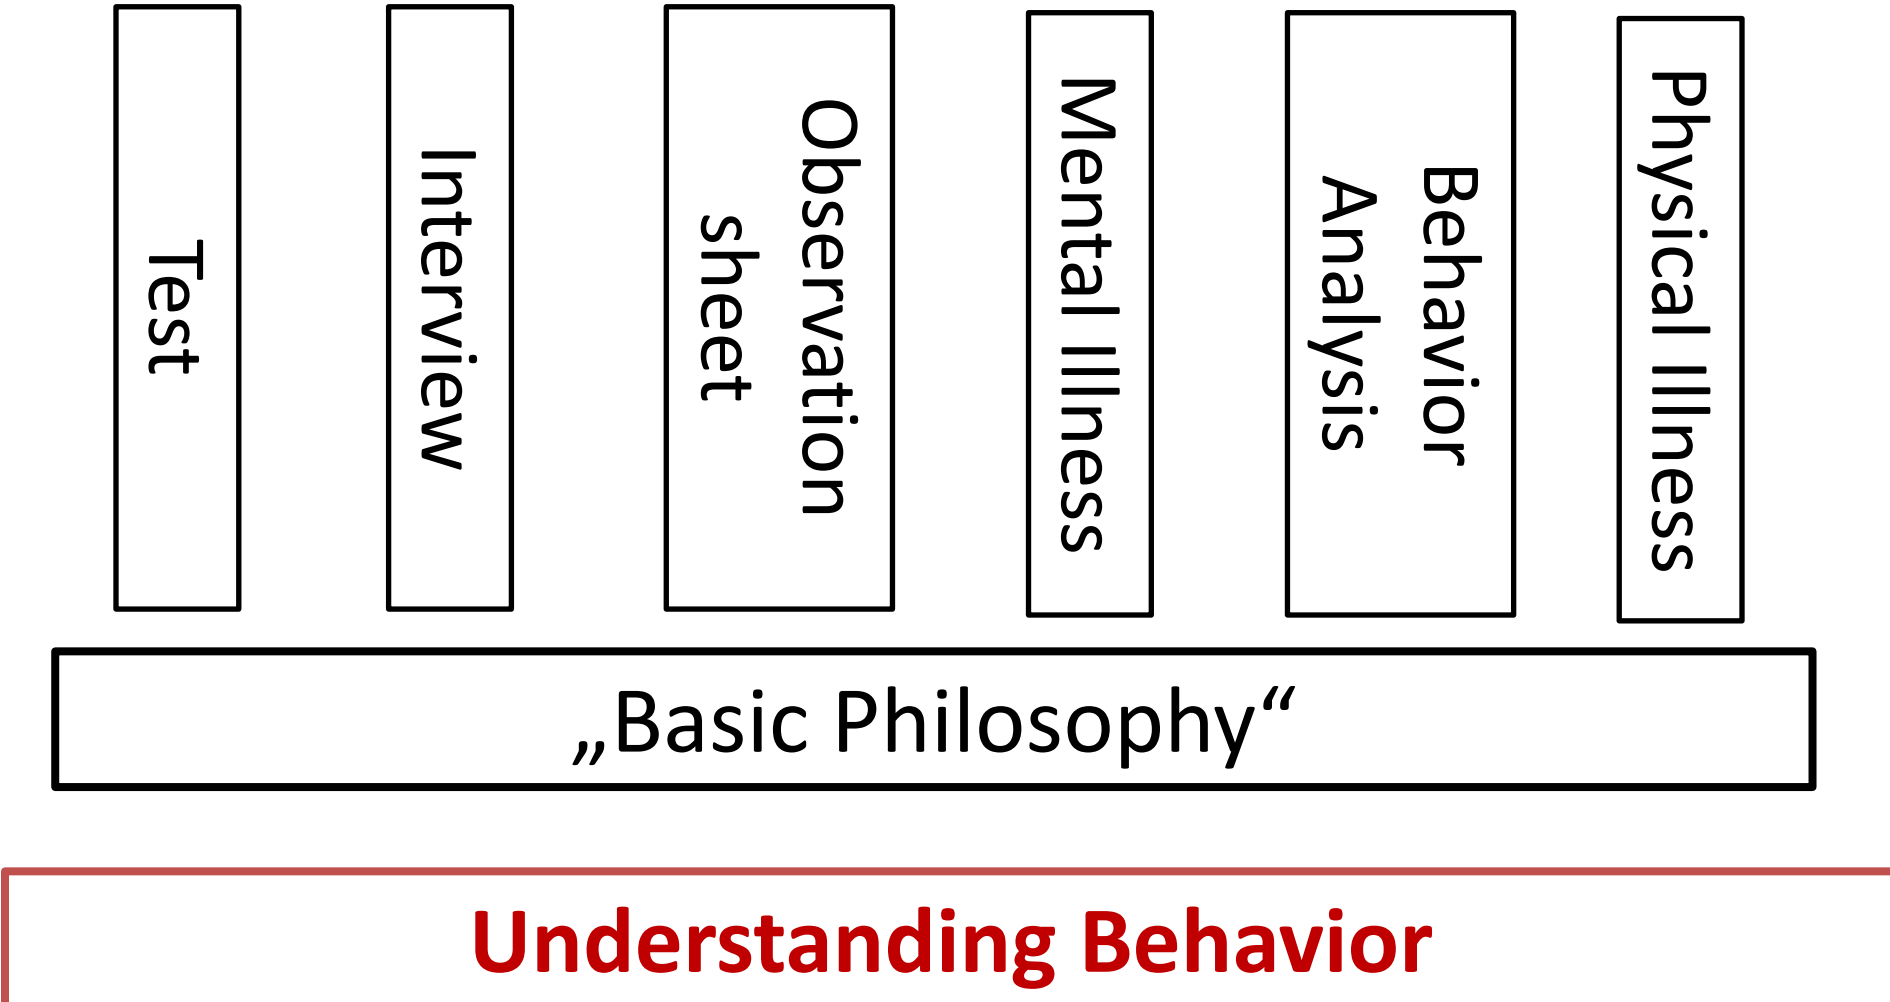 Test
Interview
Observation
sheet
Mental Illness
Behavior
Analysis
Physical Illness
„Basic Philosophy“
Understanding Behavior